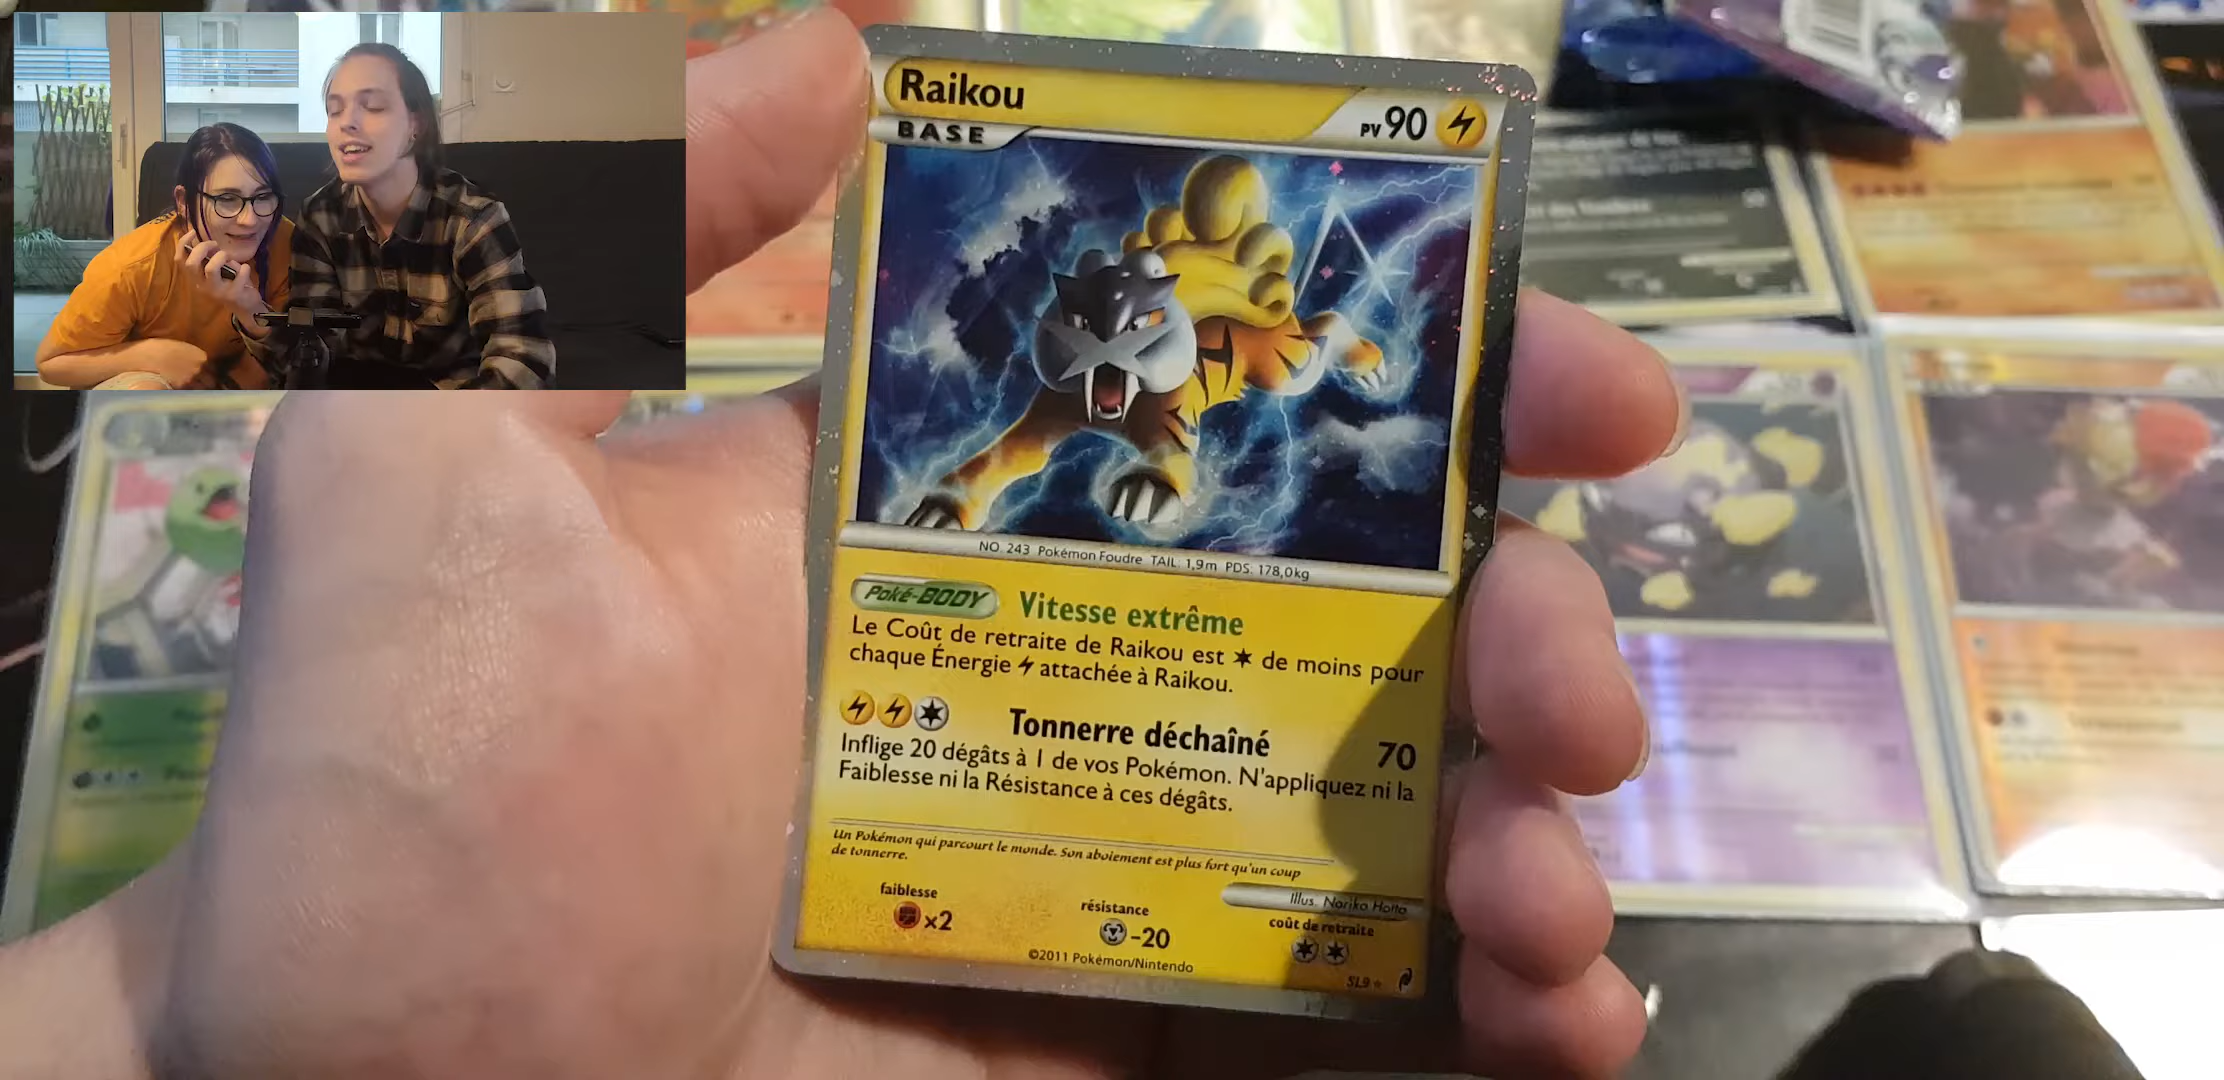 Raikou
BASE
PV 90
NO. 243 Pokémon Foudre TAIL: 1,9m PDS: 178,0kg
Poké-BODY Vitesse extrême
Le Coût de retraite de Raikou est de moins pour
chaque Énergie attachée à Raikou.
Tonnerre déchaîné 70
Inflige 20 dégâts à 1 de vos Pokémon. N'appliquez ni la
Faiblesse ni la Résistance à ces dégâts.
Un Pokémon qui parcourt le monde. Son aboiement est plus fort qu'un coup
de tonnerre.
Illus. Noriko Hotta
faiblesse
x2
résistance
-20
coût de retraite
©2011 Pokémon/Nintendo
SL9